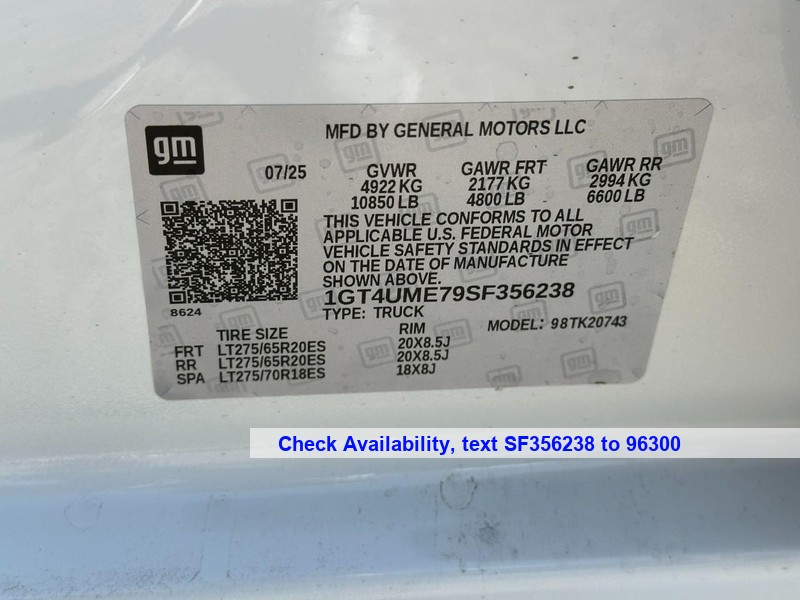 gm
MFD BY GENERAL MOTORS LLC
07/25 GVWR GAWR FRT GAWR RR
4922 KG 2177 KG 2994 KG
10850 LB 4800 LB 6600 LB
THIS VEHICLE CONFORMS TO ALL
APPLICABLE U.S. FEDERAL MOTOR
VEHICLE SAFETY STANDARDS IN EFFECT
ON THE DATE OF MANUFACTURE
SHOWN ABOVE.
1GT4UME79SF356238
8624
TYPE: TRUCK
MODEL: 98TK20743
TIRE SIZE RIM
FRT LT275/65R20ES 20X8.5J
RR LT275/65R20ES 20X8.5J
SPA LT275/70R18ES 18X8J
Check Availability, text SF356238 to 96300